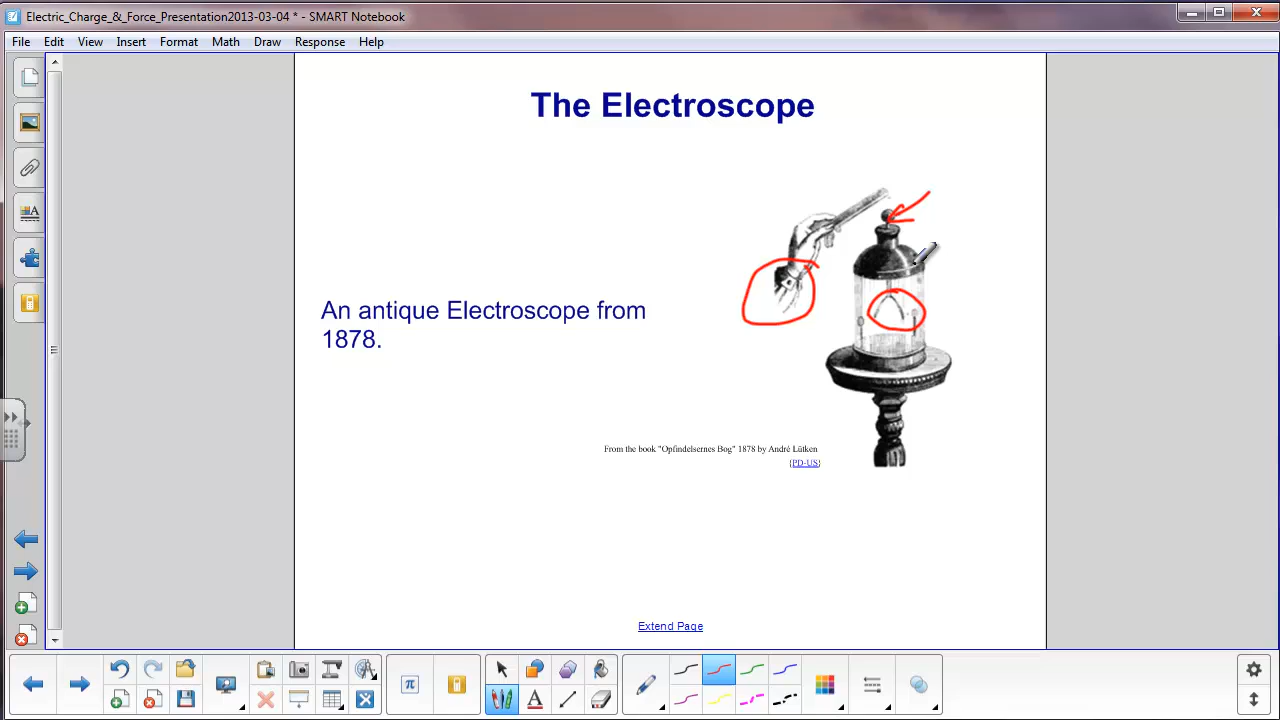 Electric_Charge_&_Force_Presentation2013-03-04 * - SMART Notebook
File Edit View Insert Format Math Draw Response Help
The Electroscope
An antique Electroscope from
1878.
From the book "Opfindelsernes Bog" 1878 by André Lütken
{PD-US}
Extend Page
π
A